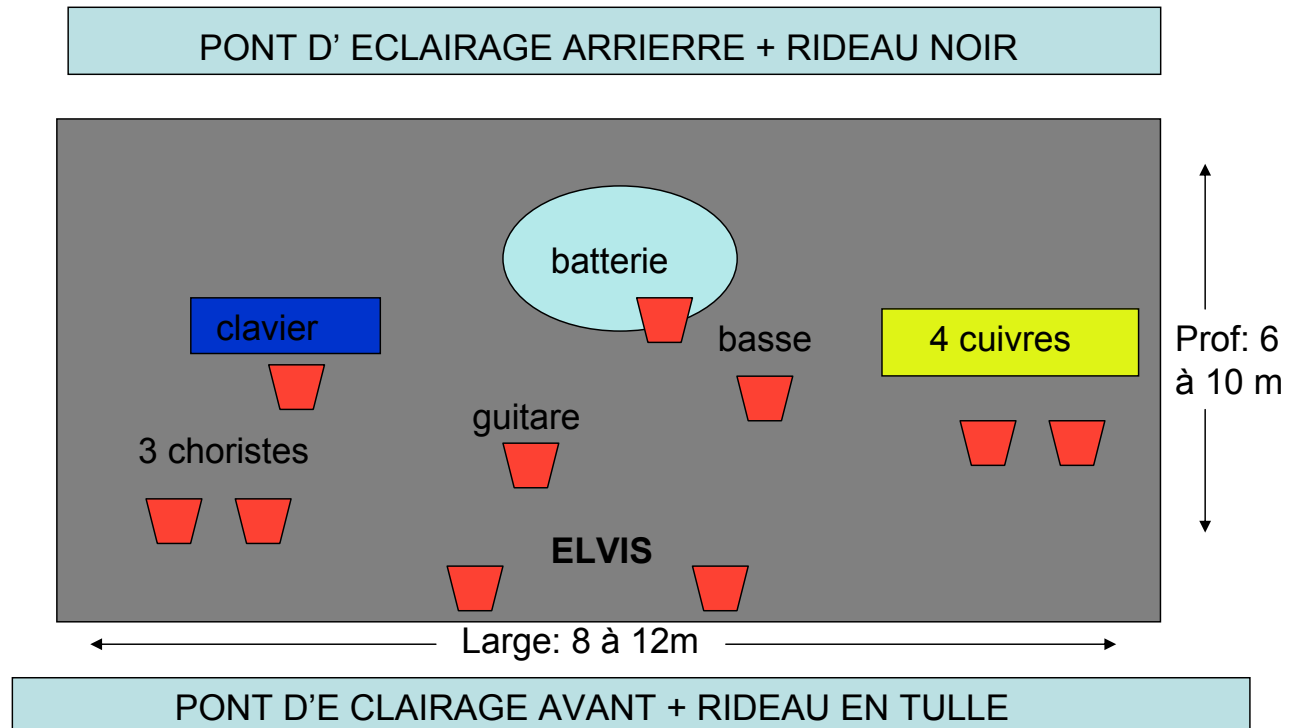 PONT D' ECLAIRAGE ARRIERRE + RIDEAU NOIR
batterie
clavier
basse
4 cuivres
Prof: 6
à 10 m
guitare
3 choristes
ELVIS
Large: 8 à 12m
PONT D'E CLAIRAGE AVANT + RIDEAU EN TULLE